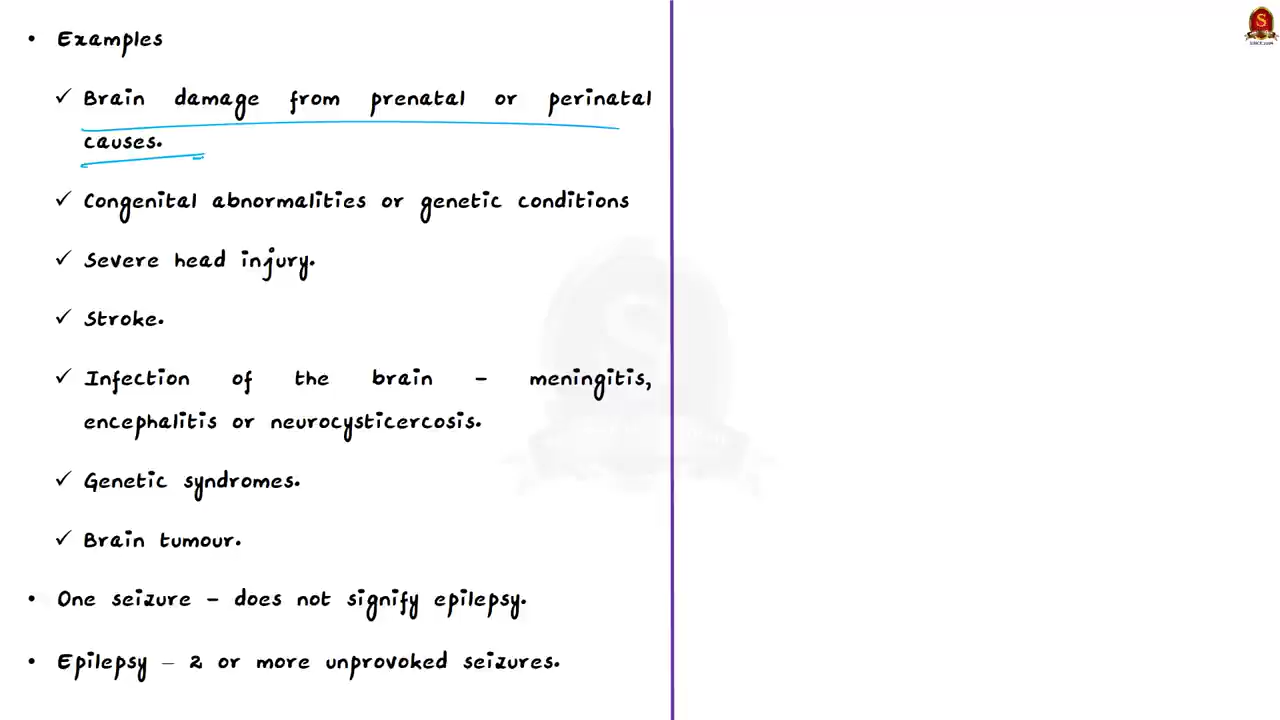 • Examples
✓ Brain damage from prenatal or perinatal
causes.
✓ Congenital abnormalities or genetic conditions
✓ Severe head injury.
✓ Stroke.
✓ Infection of the brain – meningitis,
encephalitis or neurocysticercosis.
✓ Genetic syndromes.
✓ Brain tumour.
• One seizure – does not signify epilepsy.
• Epilepsy – 2 or more unprovoked seizures.
S